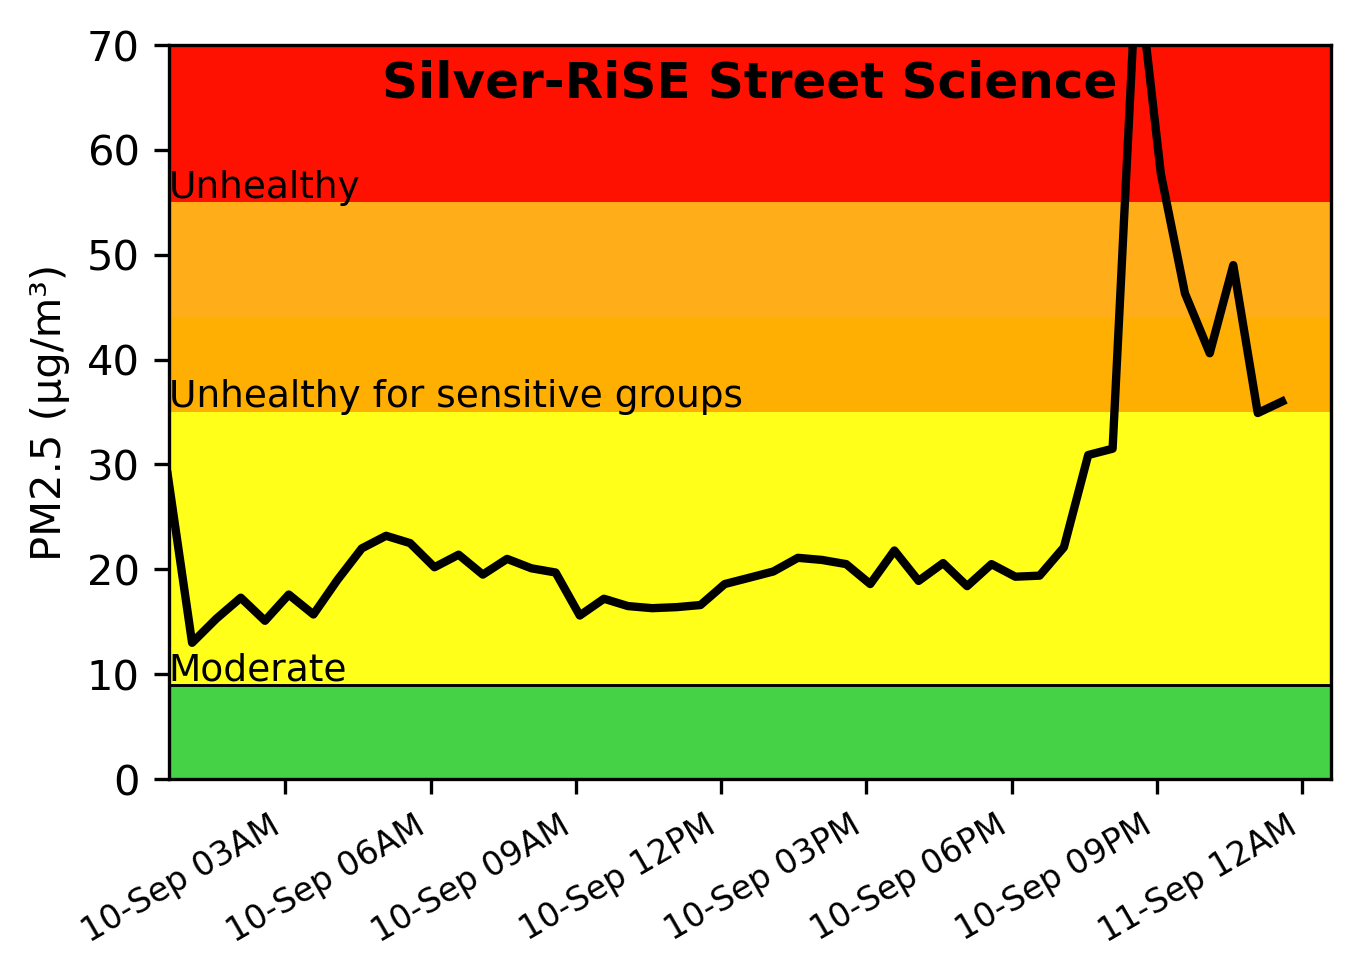 Silver-RiSE Street Science
70
60
50
40
30
20
10
0
PM2.5 (µg/m³)
Unhealthy
Unhealthy for sensitive groups
Moderate
10-Sep 03AM
10-Sep 06AM
10-Sep 09AM
10-Sep 12PM
10-Sep 03PM
10-Sep 06PM
10-Sep 09PM
11-Sep 12AM